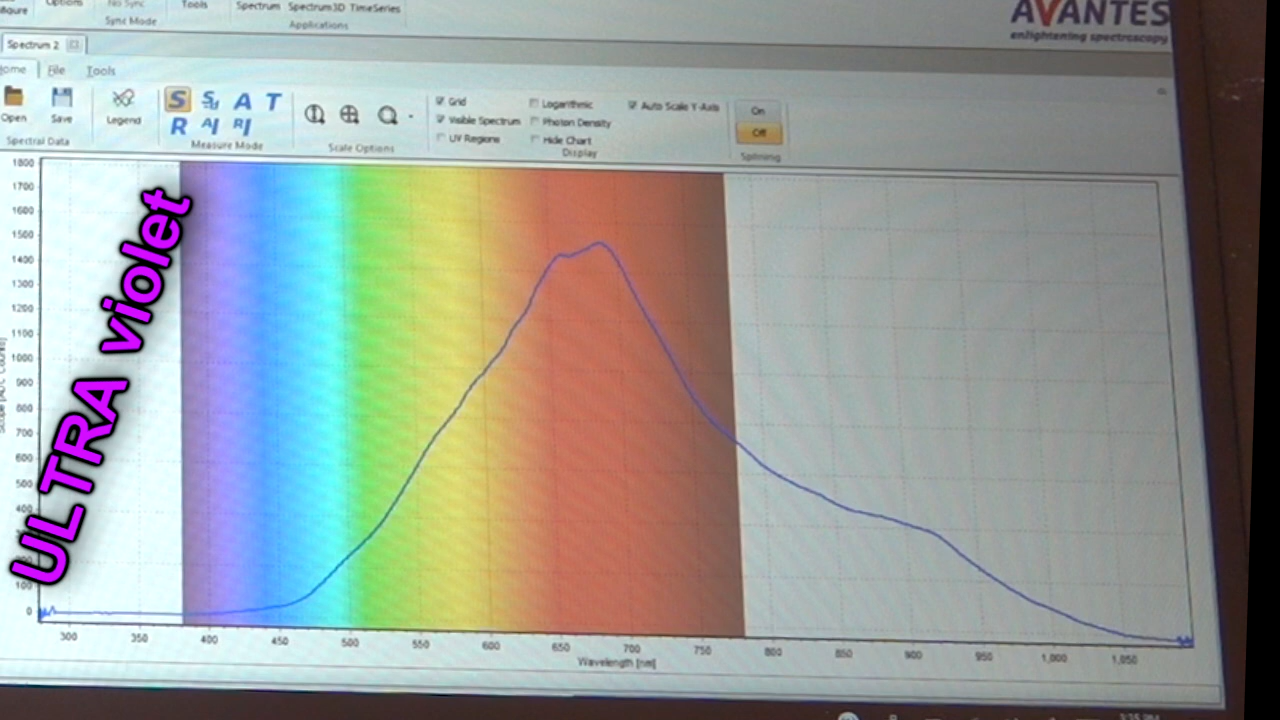 Options
No Sync
Tools
Spectrum Spectrum3D TimeSeries
Sync Mode
Applications
AVANTES
enlightening spectroscopy
Spectrum 2
File Tools
Open Save Legend
S SJ A T
R AI RI
Grid
Visible Spectrum
UV Regions
Logarithmic
Photon Density
Hide Chart
Auto Scale Y-Axis
On
Off
Spectral Data
Measure Mode
Scale Options
Display
Splining
1800
1700
1600
1500
1400
1300
1200
1100
1000
900
800
700
600
500
400
100
0
ULTRA violet
300 350 400 450 500 550 600 650 700 750 800 850 900 950 1,000 1,050
Wavelength [nm]